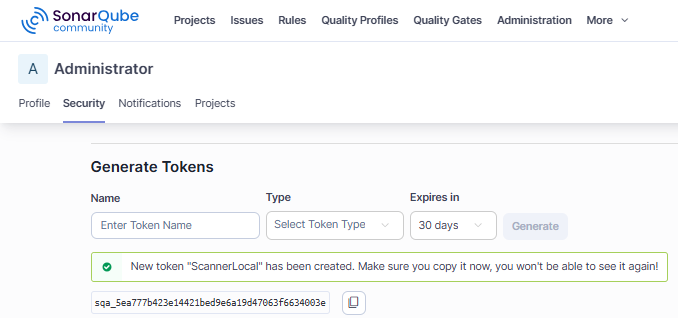 SonarQube
community
Projects Issues Rules Quality Profiles Quality Gates Administration More
A Administrator
Profile Security Notifications Projects
Generate Tokens
Name Type Expires in
Enter Token Name Select Token Type 30 days Generate
New token "ScannerLocal" has been created. Make sure you copy it now, you won't be able to see it again!
sqa_5ea777b423e14421bed9e6a19d47063f6634003e